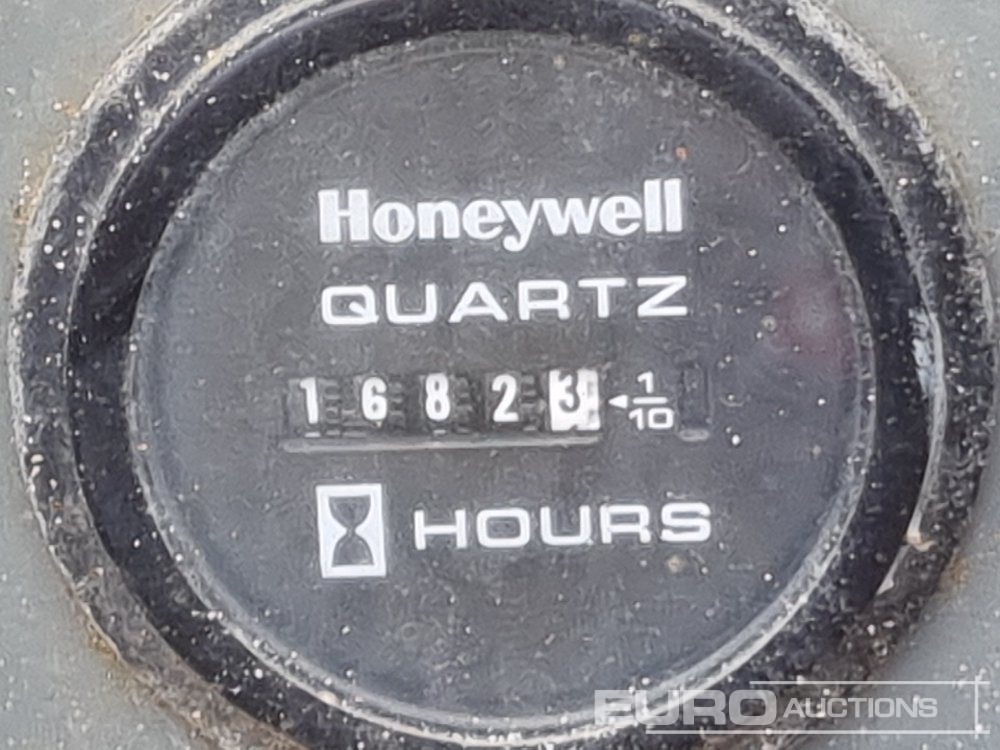 Honeywell
QUARTZ
1 6 8 2 3 ◄ 1/10
HOURS
EURO AUCTIONS